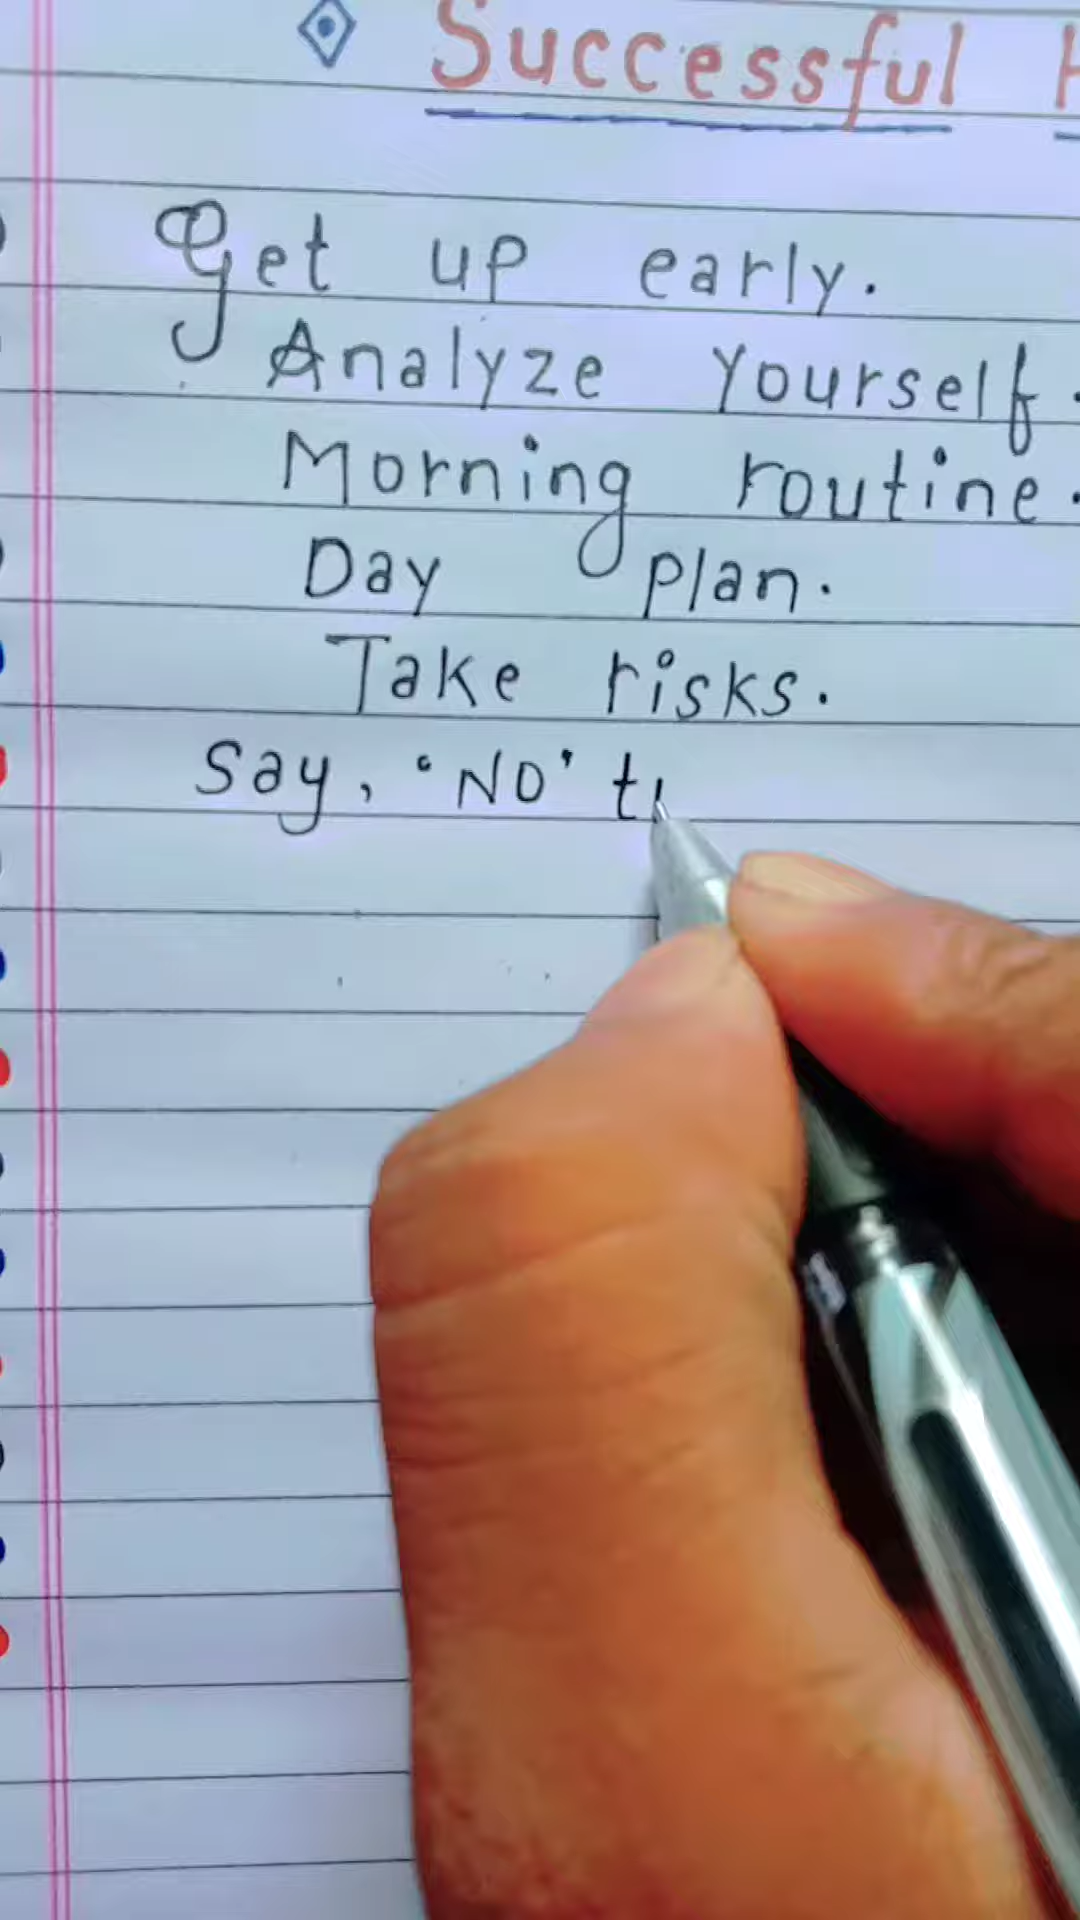 Successful
Get up early.
Analyze yourself.
Morning routine.
Day plan.
Take risks.
Say, 'NO'